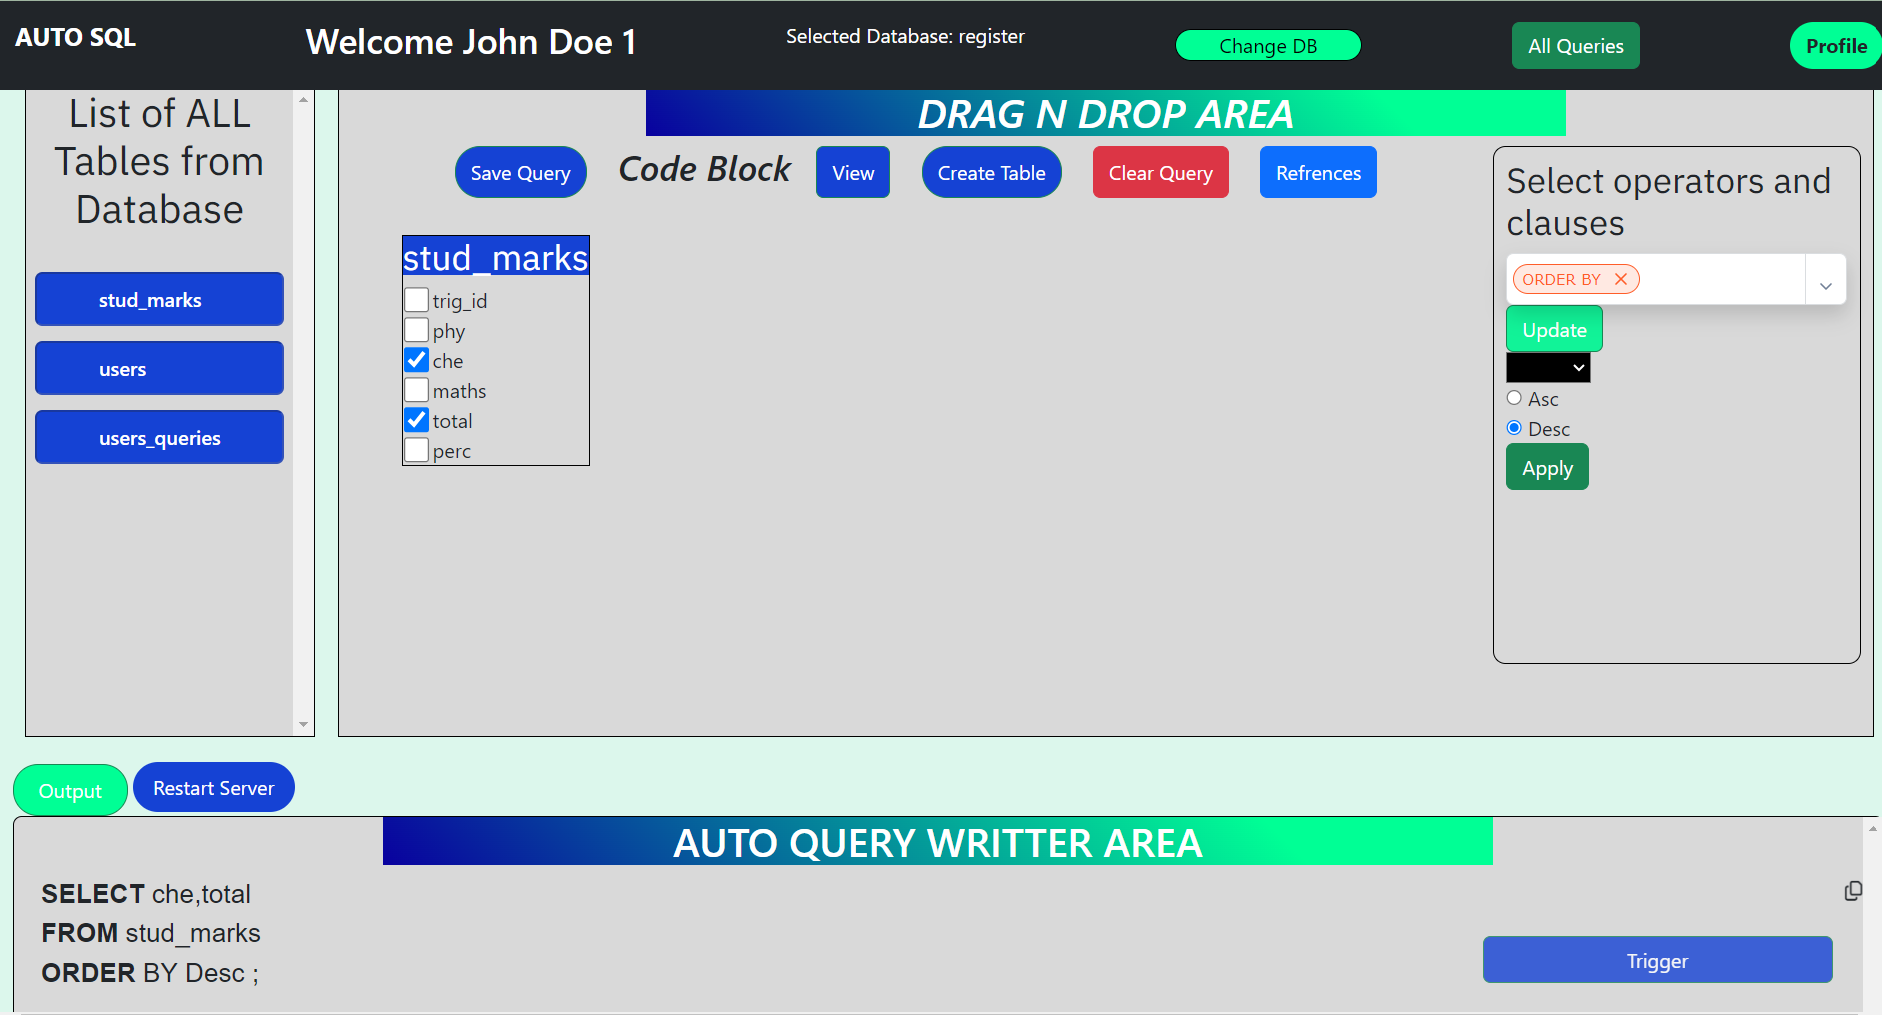 AUTO SQL
Welcome John Doe 1
Selected Database: register
Change DB
All Queries
Profile
List of ALL
Tables from
Database
stud_marks
users
users_queries
DRAG N DROP AREA
Save Query
Code Block
View
Create Table
Clear Query
Refrences
stud_marks
trig_id
phy
che
maths
total
perc
Select operators and
clauses
ORDER BY
Update
Asc
Desc
Apply
Output
Restart Server
AUTO QUERY WRITTER AREA
SELECT che,total
FROM stud_marks
ORDER BY Desc ;
Trigger